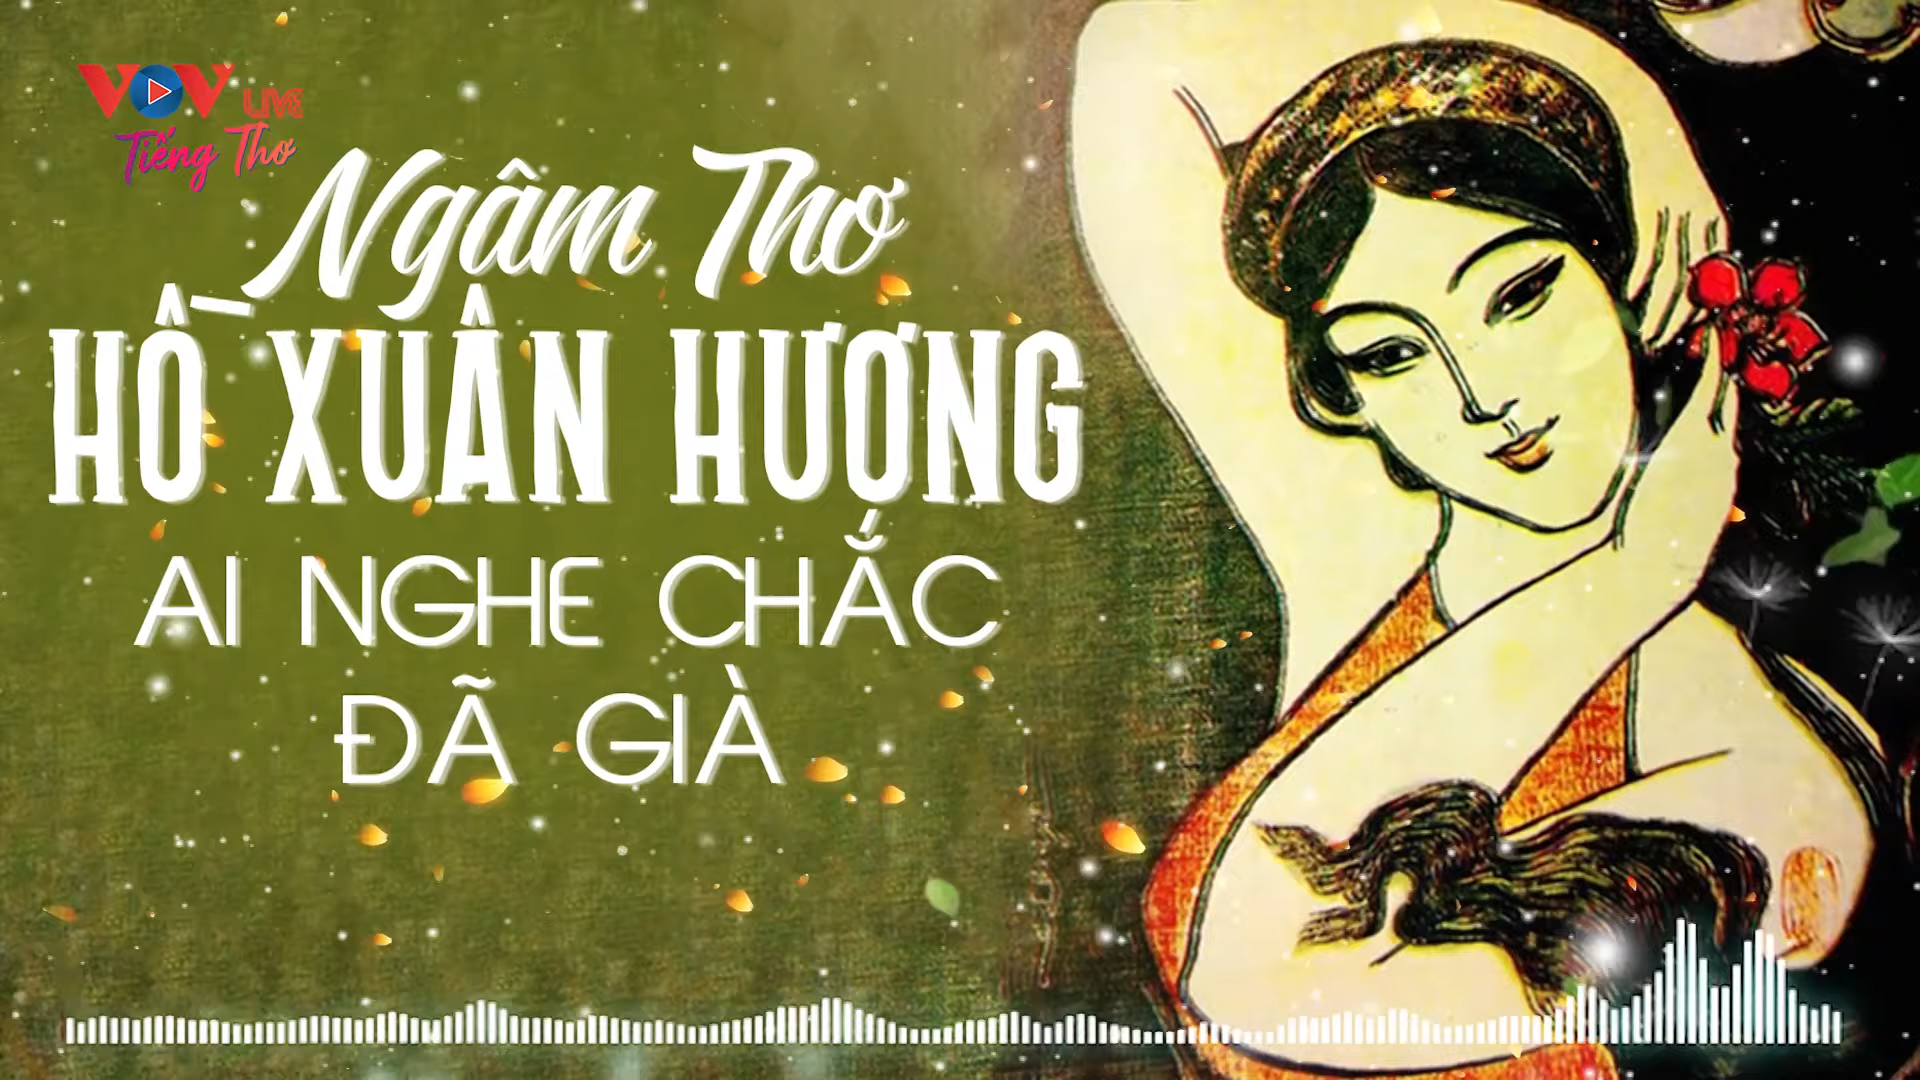 VOV LIVE
Tiếng Thơ
Ngâm Thơ
HỒ XUÂN HƯƠNG
AI NGHE CHẮC
ĐÃ GIÀ